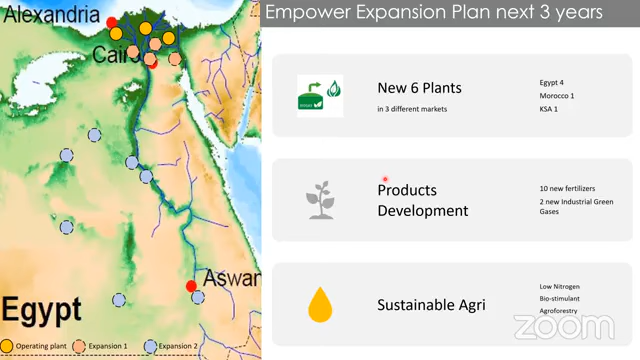 Empower Expansion Plan next 3 years
Alexandria
Cairo
Aswan
Egypt
Operating plant
Expansion 1
Expansion 2
New 6 Plants
in 3 different markets
Egypt 4
Morocco 1
KSA 1
Products
Development
10 new fertilizers
2 new Industrial Green
Gases
Sustainable Agri
Low Nitrogen
Bio-stimulant
Agroforestry
zoom